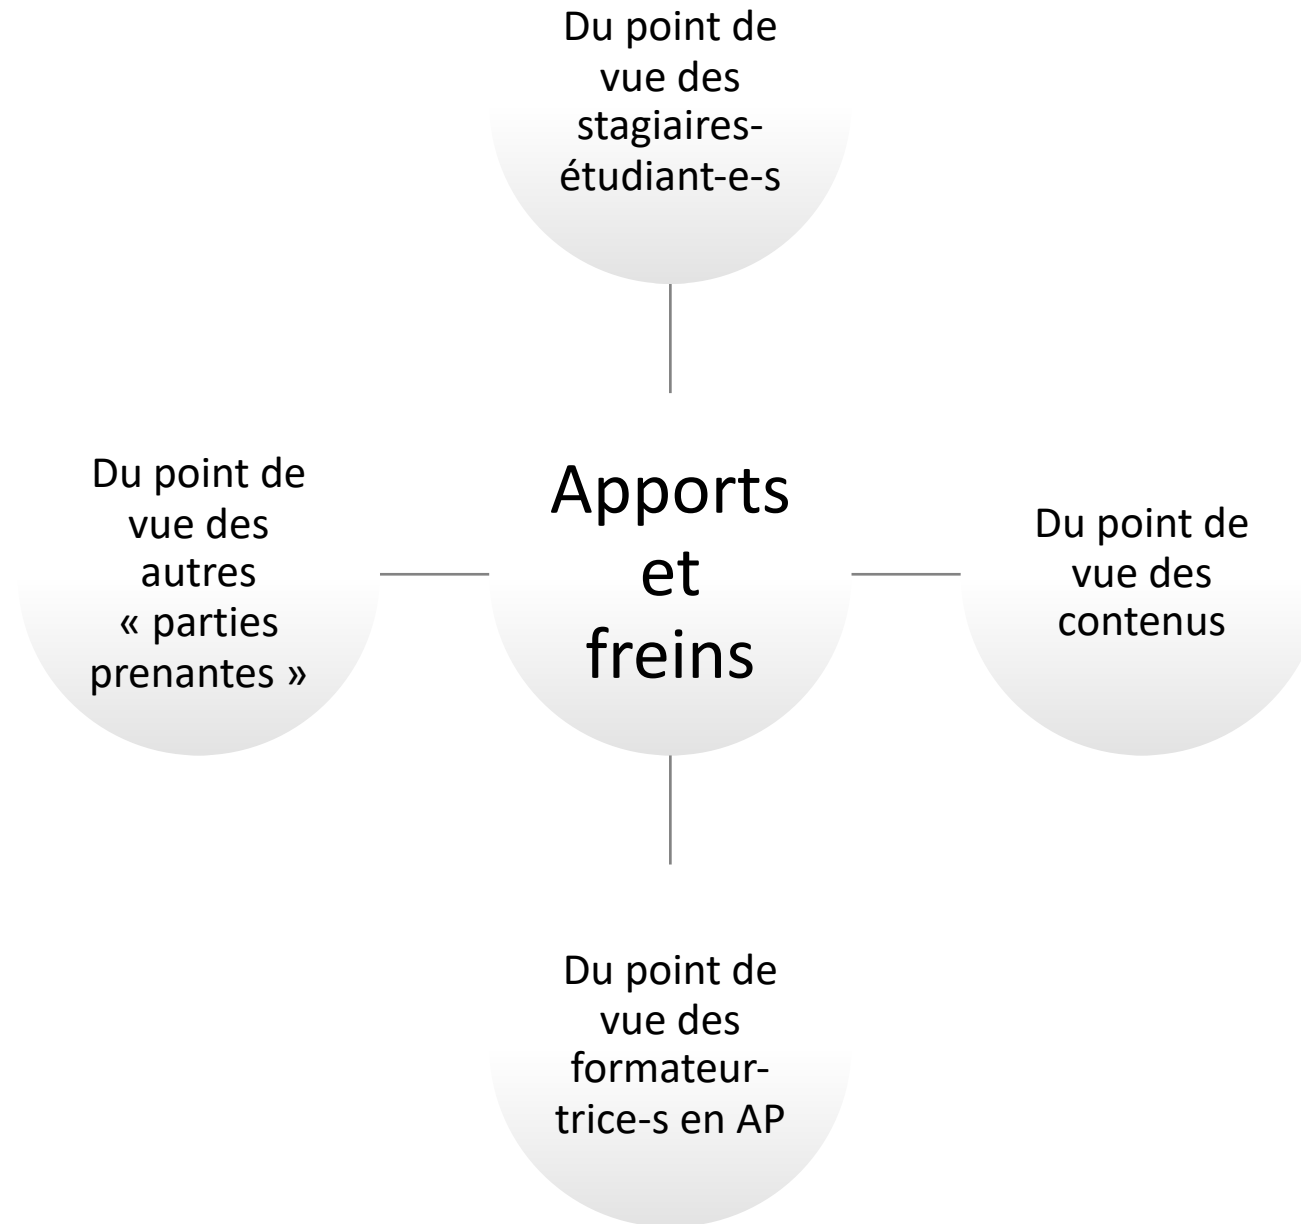 Du point de
vue des
stagiaires-
étudiant-e-s
Du point de
vue des
autres
« parties
prenantes »
Apports
et
freins
Du point de
vue des
contenus
Du point de
vue des
formateur-
trice-s en AP